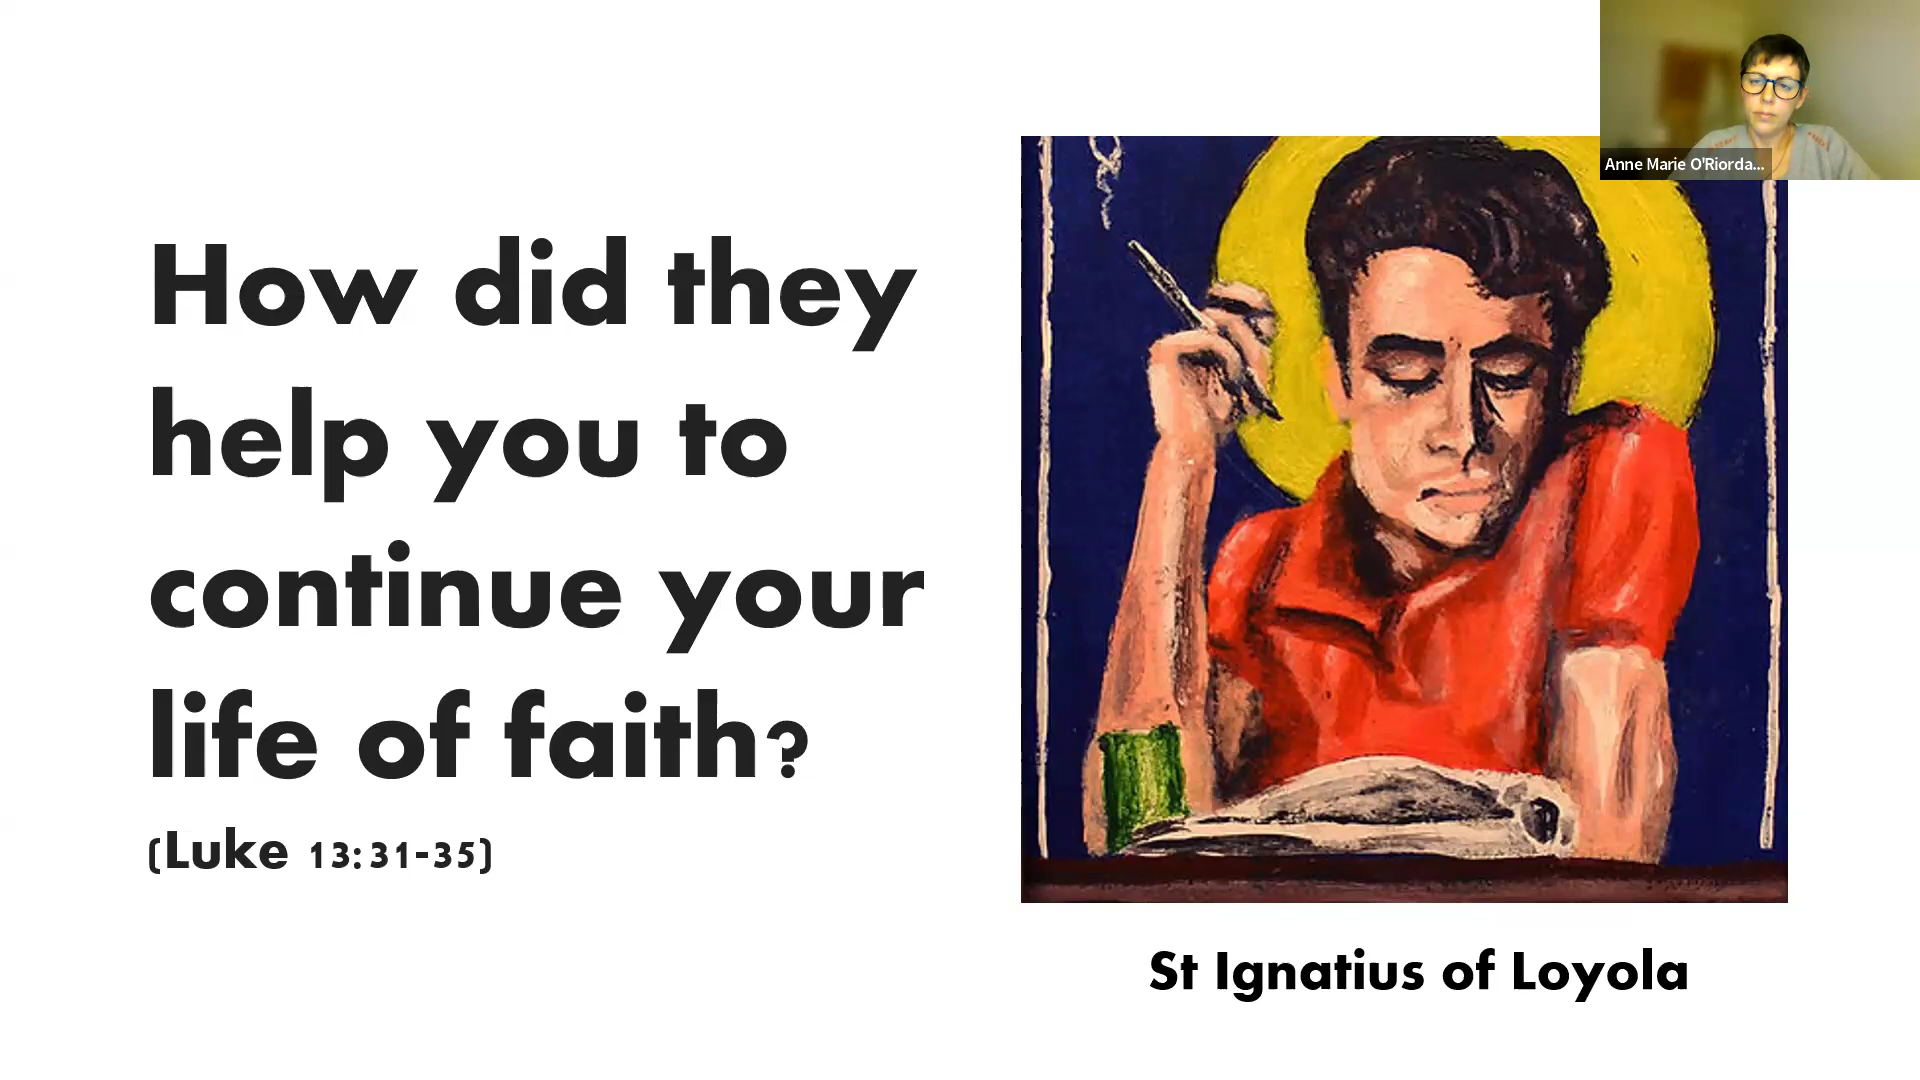 How did they
help you to
continue your
life of faith?
(Luke 13:31-35)
Anne Marie O'Riorda...
St Ignatius of Loyola